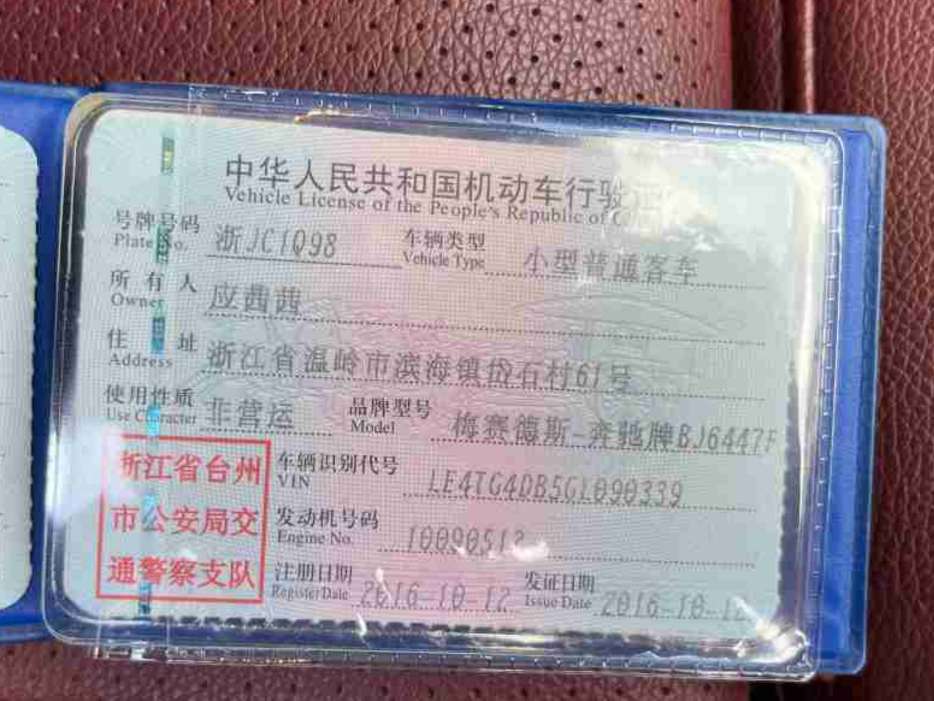 中华人民共和国机动车行驶证
Vehicle License of the People's Republic of
号牌号码 浙JC1Q98 车辆类型 小型普通客车
Plate No. Vehicle Type
所有人 应茜茜
Owner
住址 浙江省温岭市滨海镇岱石村61号
Address
使用性质 非营运 品牌型号 梅赛德斯-奔驰牌BJ6447F
Use Character Model
浙江省台州
市公安局交
通警察支队
车辆识别代号 LE4TG4DB5GL090339
VIN
发动机号码 10090512
Engine No.
注册日期 2016-10-12 发证日期 2016-10-12
Register Date Issue Date